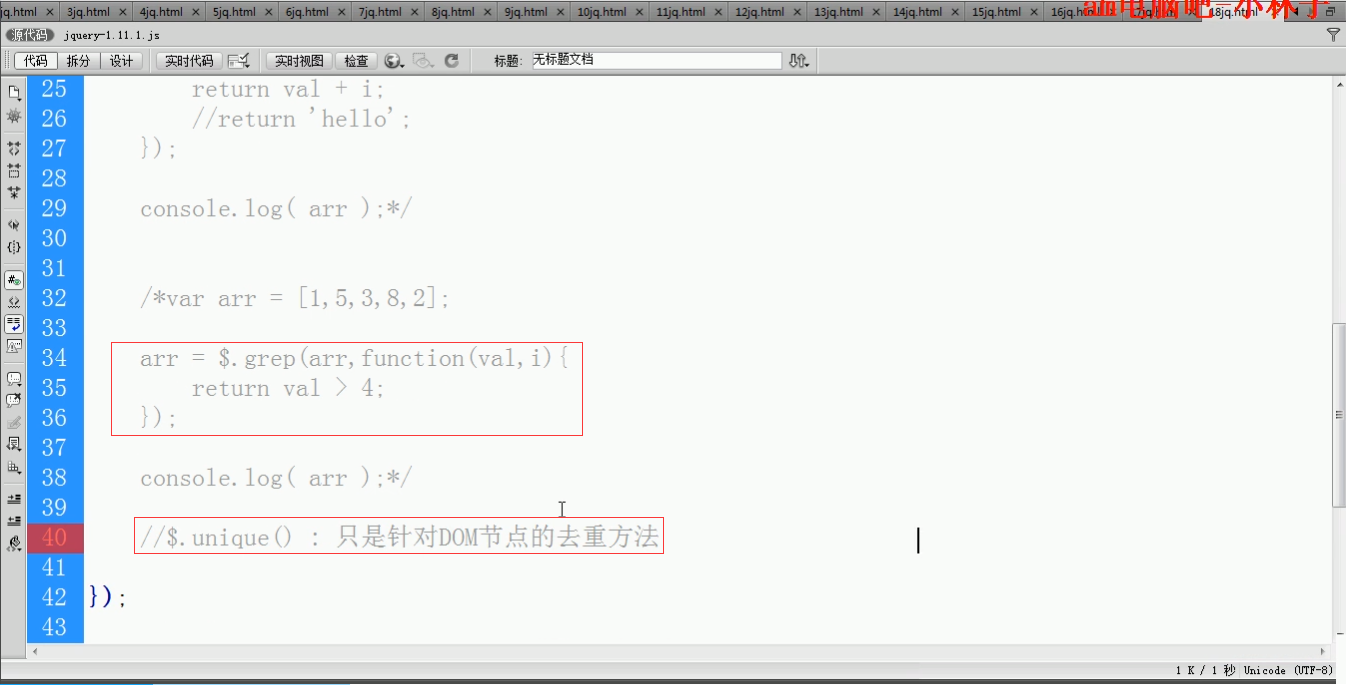 jq.html × 3jq.html × 4jq.html × 5jq.html × 6jq.html × 7jq.html × 8jq.html × 9jq.html × 10jq.html × 11jq.html × 12jq.html × 13jq.html × 14jq.html × 15jq.html × 16jq.html 18jq.html
源代码 jquery-1.11.1.js
代码 拆分 设计 实时代码 实时视图 检查 标题: 无标题文档
25 return val + i;
26 //return 'hello';
27 });
28
29 console.log( arr );*/
30
31
32 /*var arr = [1,5,3,8,2];
33
34 arr = $.grep(arr,function(val,i){
35 return val > 4;
36 });
37
38 console.log( arr );*/
39
40 //$.unique() : 只是针对DOM节点的去重方法
41
42 });
43
1 K / 1 秒 Unicode (UTF-8)